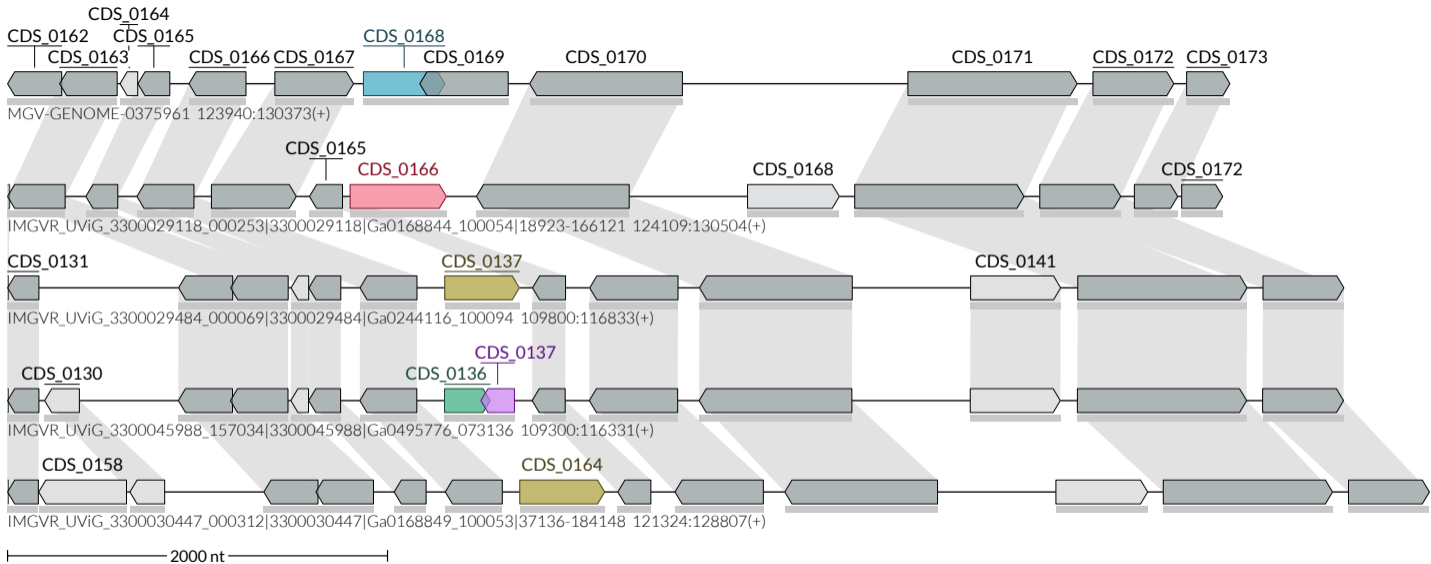 CDS_0164
CDS_0162 CDS_0165 CDS_0168
CDS_0163 CDS_0166 CDS_0167 CDS_0169 CDS_0170 CDS_0171 CDS_0172 CDS_0173
MGV-GENOME-0375961 123940:130373(+)
CDS_0165
CDS_0166 CDS_0168 CDS_0172
IMGVR_UViG_3300029118_000253|3300029118|Ga0168844_100054|18923-166121 124109:130504(+)
CDS_0131 CDS_0137 CDS_0141
IMGVR_UViG_3300029484_000069|3300029484|Ga0244116_100094 109800:116833(+)
CDS_0137
CDS_0130 CDS_0136
IMGVR_UViG_3300045988_157034|3300045988|Ga0495776_073136 109300:116331(+)
CDS_0158 CDS_0164
IMGVR_UViG_3300030447_000312|3300030447|Ga0168849_100053|37136-184148 121324:128807(+)
2000 nt